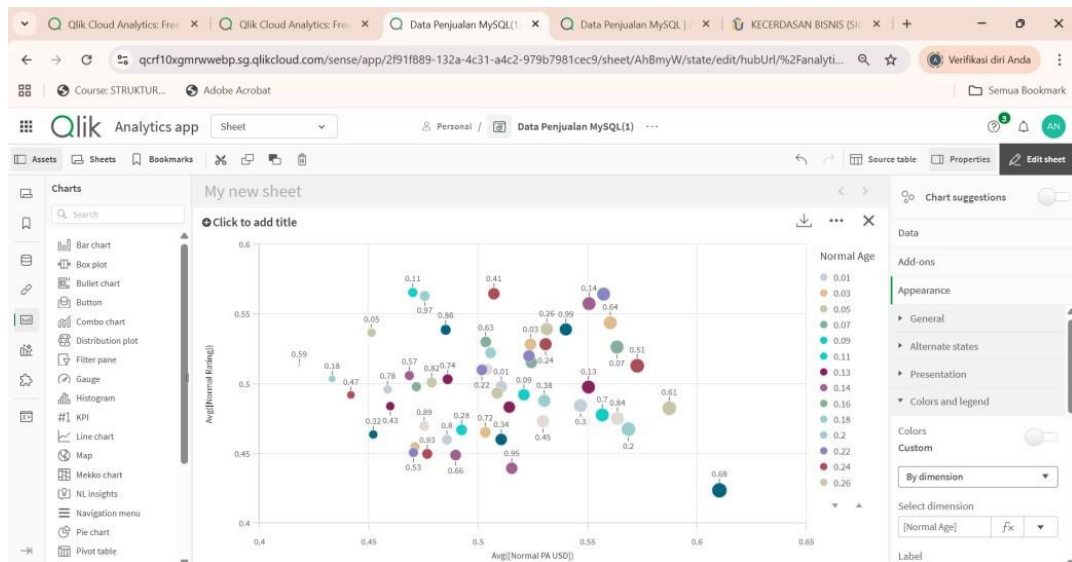 Qlik Cloud Analytics: Fre
Qlik Cloud Analytics: Fre
Data Penjualan MySQL(1)
Data Penjualan MySQL |
KECERDASAN BISNIS (SI
qcrf10xgmrwwebp.sg.qlikcloud.com/sense/app/2f91f889-132a-4c31-a4c2-979b7981cec9/sheet/AhBmyW/state/edit/hubUrl/%2Fanalyti...
Verifikasi diri Anda
Course: STRUKTUR...
Adobe Acrobat
Semua Bookmark
Qlik Analytics app
Sheet
Personal / Data Penjualan MySQL(1) ...
3
AN
Assets
Sheets
Bookmarks
Source table
Properties
Edit sheet
Charts
Search
Bar chart
Box plot
Bullet chart
Button
Combo chart
Distribution plot
Filter pane
Gauge
Histogram
#1 KPI
Line chart
Map
Mekko chart
NL insights
Navigation menu
Pie chart
Pivot table
My new sheet
Click to add title
Avg([Normal Rating])
0.6
0.55
0.5
0.45
0.4
0.11
0.97
0.41
0.14
0.05
0.86
0.26
0.99
0.64
0.63
0.03
0.24
0.07
0.51
0.59
0.18
0.47
0.78
0.57
0.82
0.74
0.22
0.01
0.09
0.38
0.13
0.61
0.32
0.43
0.89
0.8
0.28
0.72
0.34
0.45
0.3
0.7
0.84
0.2
0.53
0.93
0.66
0.95
0.68
0.4
0.45
0.5
0.55
0.6
0.65
Avg([Normal PA USD])
Normal Age
0.01
0.03
0.05
0.07
0.09
0.11
0.13
0.14
0.16
0.18
0.2
0.22
0.24
0.26
Chart suggestions
Data
Add-ons
Appearance
General
Alternate states
Presentation
Colors and legend
Colors
Custom
By dimension
Select dimension
[Normal Age]
fx
Label